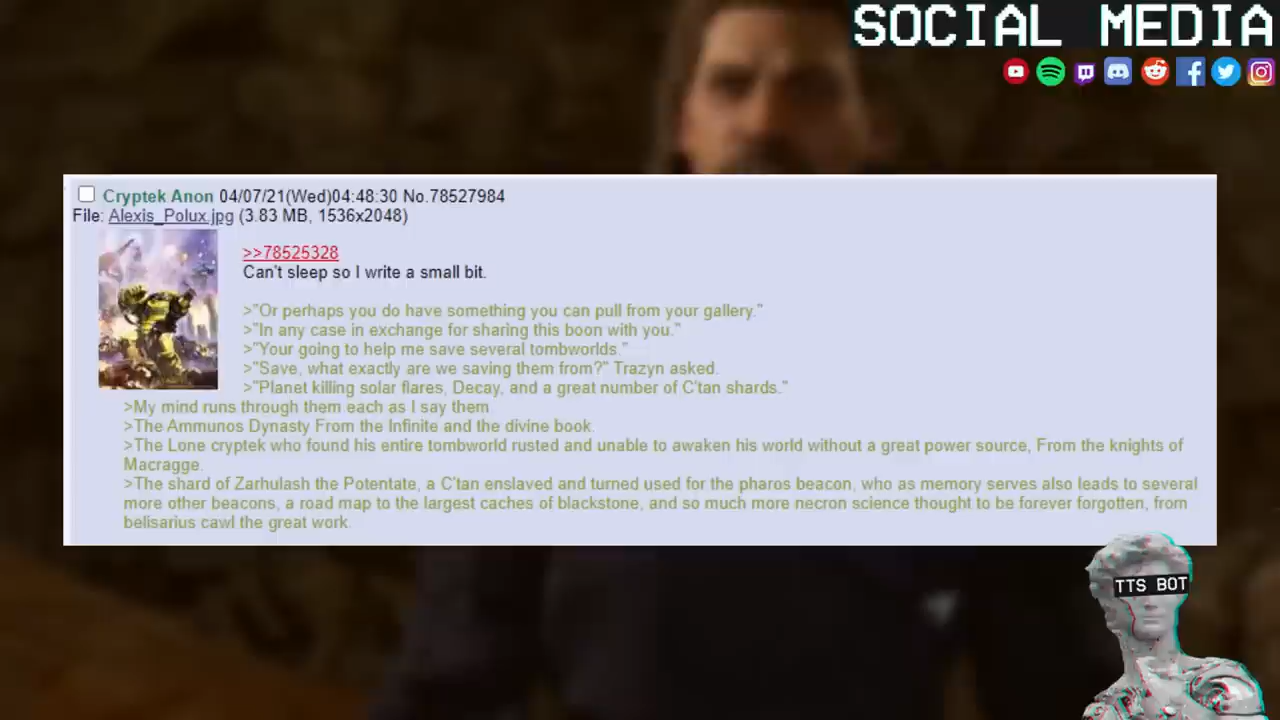 SOCIAL MEDIA
Cryptek Anon 04/07/21(Wed)04:48:30 No.78527984
File: Alexis_Polux.jpg (3.83 MB, 1536x2048)
>>78525328
Can't sleep so I write a small bit.
>"Or perhaps you do have something you can pull from your gallery."
>"In any case in exchange for sharing this boon with you."
>"Your going to help me save several tombworlds."
>"Save, what exactly are we saving them from?" Trazyn asked.
>"Planet killing solar flares, Decay, and a great number of C'tan shards."
>My mind runs through them each as I say them
>The Ammunos Dynasty From the Infinite and the divine book.
>The Lone cryptek who found his entire tombworld rusted and unable to awaken his world without a great power source, From the knights of
Macragge.
>The shard of Zarhulash the Potentate, a C'tan enslaved and turned used for the pharos beacon, who as memory serves also leads to several
more other beacons, a road map to the largest caches of blackstone, and so much more necron science thought to be forever forgotten, from
belisarius cawl the great work.
TTS BOT